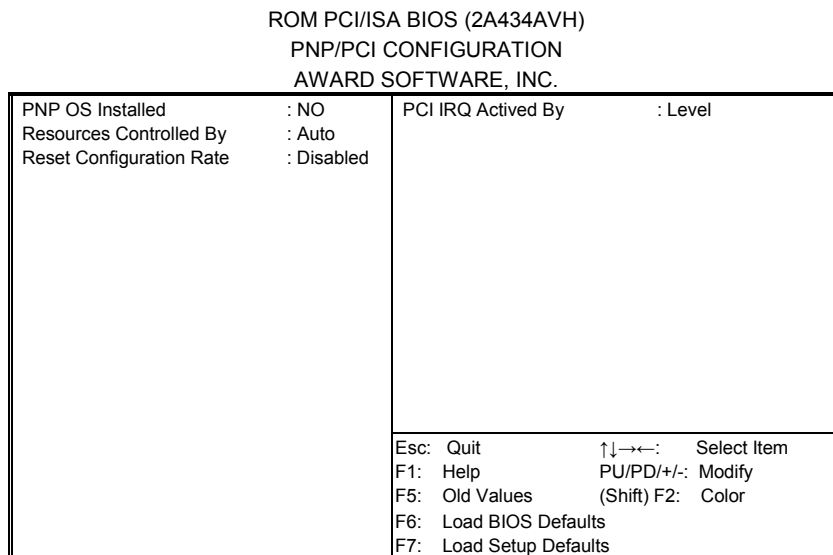 ROM PCI/ISA BIOS (2A434AVH)
PNP/PCI CONFIGURATION
AWARD SOFTWARE, INC.
PNP OS Installed : NO
Resources Controlled By : Auto
Reset Configuration Rate : Disabled
PCI IRQ Actived By : Level
Esc: Quit ↑↓→←: Select Item
F1: Help PU/PD/+/-: Modify
F5: Old Values (Shift) F2: Color
F6: Load BIOS Defaults
F7: Load Setup Defaults